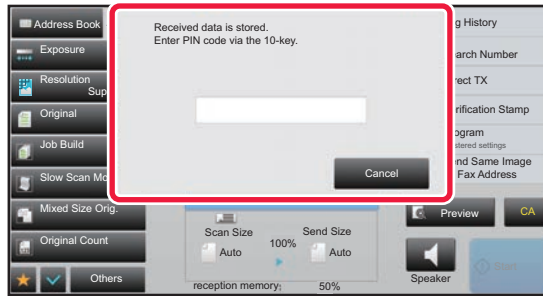 Address Book
Exposure
Resolution
Sup
Original
Job Build
Slow Scan Mo
Mixed Size Orig.
Original Count
Others
Received data is stored.
Enter PIN code via the 10-key.
Cancel
Scan Size
Send Size
100%
Auto
Auto
reception memory:
50%
g History
arch Number
rect TX
rification Stamp
ogram
stered settings
nd Same Image
Fax Address
Preview
CA
Speaker
Start